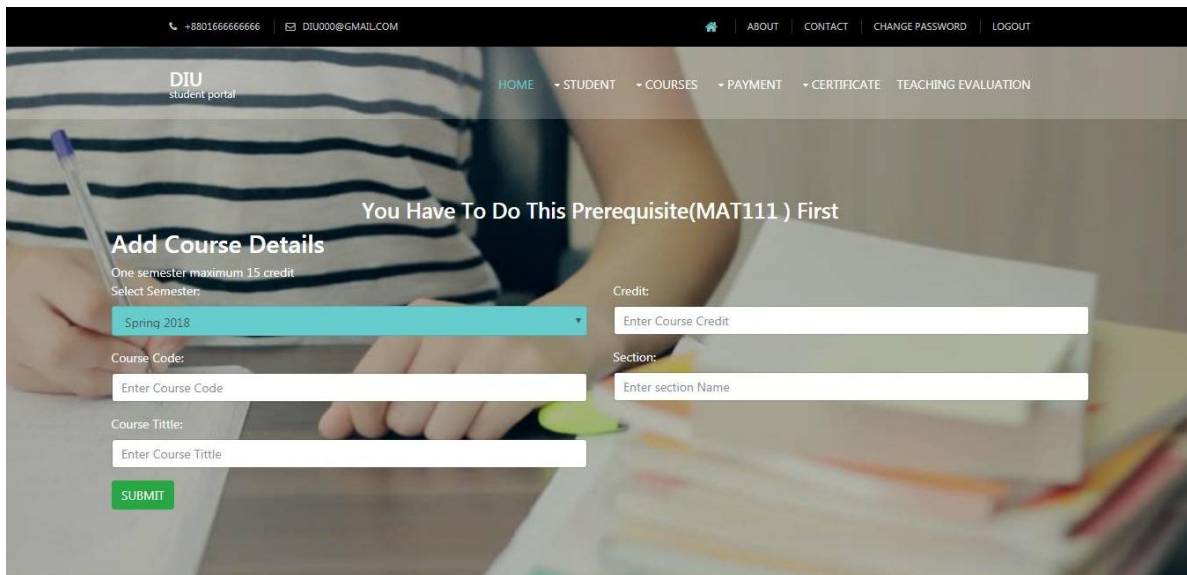 +8801666666666 DIU000@GMAIL.COM ABOUT CONTACT CHANGE PASSWORD LOGOUT
DIU
student portal
HOME STUDENT COURSES PAYMENT CERTIFICATE TEACHING EVALUATION
You Have To Do This Prerequisite(MAT111 ) First
Add Course Details
One semester maximum 15 credit
Select Semester: Credit:
Spring 2018 Enter Course Credit
Course Code: Section:
Enter Course Code Enter section Name
Course Tittle:
Enter Course Tittle
SUBMIT